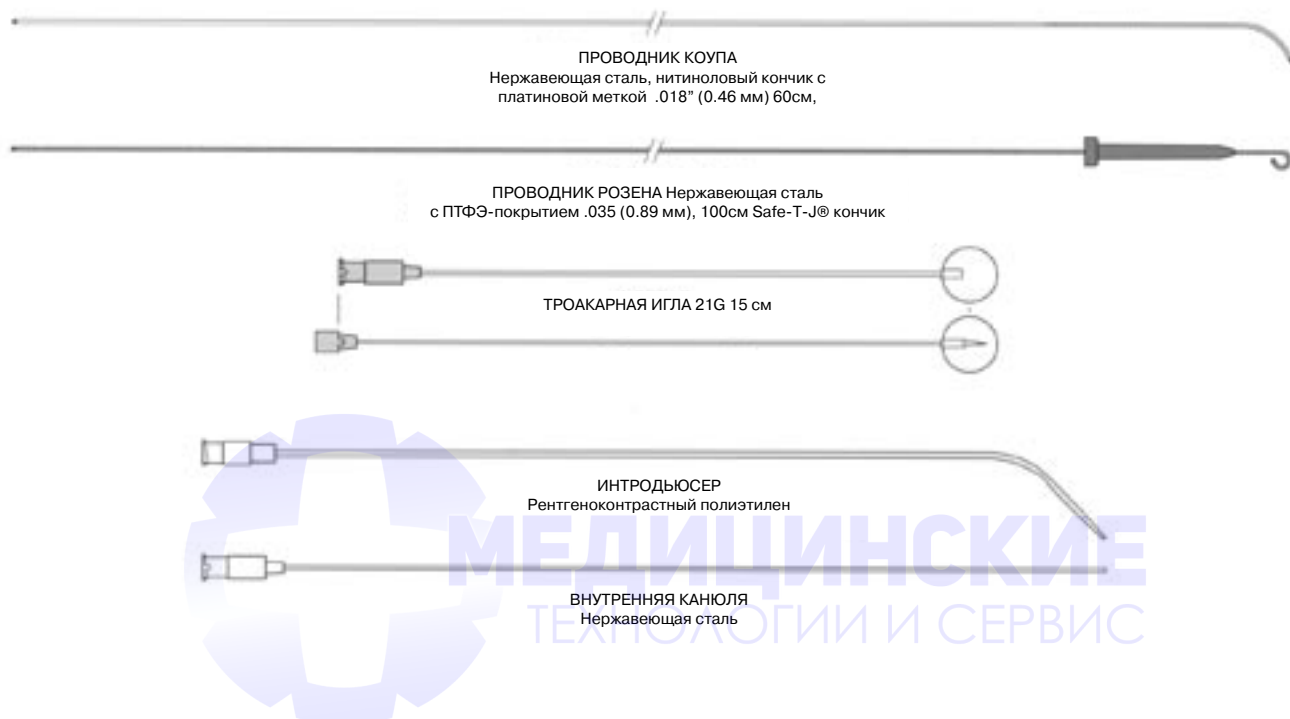 ПРОВОДНИК КОУПА
Нержавеющая сталь, нитиноловый кончик с
платиновой меткой .018” (0.46 мм) 60см,
ПРОВОДНИК РОЗЕНА Нержавеющая сталь
с ПТФЭ-покрытием .035 (0.89 мм), 100см Safe-T-J® кончик
ТРОАКАРНАЯ ИГЛА 21G 15 см
ИНТРОДЬЮСЕР
Рентгеноконтрастный полиэтилен
МЕДИЦИНСКИЕ
ВНУТРЕННЯЯ КАНЮЛЯ
Нержавеющая сталь
ТЕХНОЛОГИИ И СЕРВИС